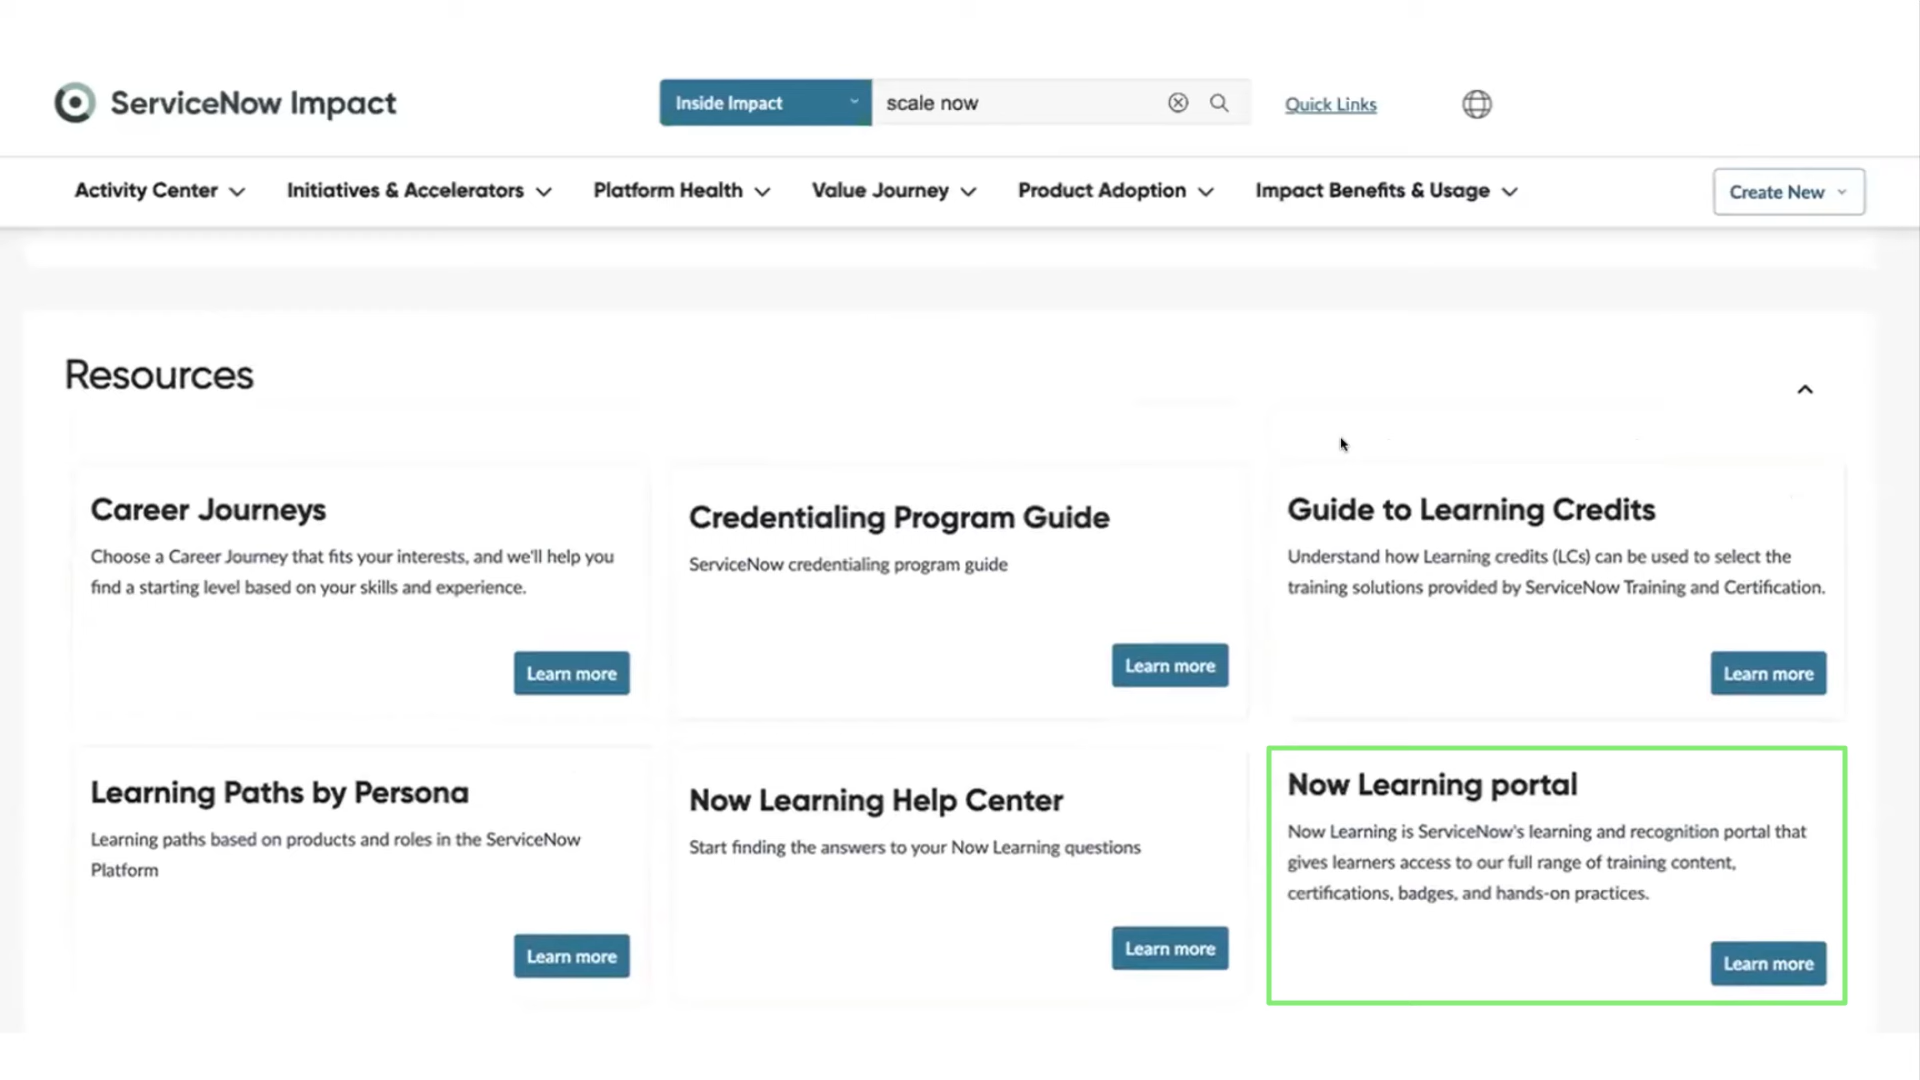 ServiceNow Impact
Inside Impact
scale now
Quick Links
Activity Center
Initiatives & Accelerators
Platform Health
Value Journey
Product Adoption
Impact Benefits & Usage
Create New
Resources
Career Journeys
Choose a Career Journey that fits your interests, and we'll help you
find a starting level based on your skills and experience.
Learn more
Credentialing Program Guide
ServiceNow credentialing program guide
Learn more
Guide to Learning Credits
Understand how Learning credits (LCs) can be used to select the
training solutions provided by ServiceNow Training and Certification.
Learn more
Learning Paths by Persona
Learning paths based on products and roles in the ServiceNow
Platform
Learn more
Now Learning Help Center
Start finding the answers to your Now Learning questions
Learn more
Now Learning portal
Now Learning is ServiceNow's learning and recognition portal that
gives learners access to our full range of training content,
certifications, badges, and hands-on practices.
Learn more